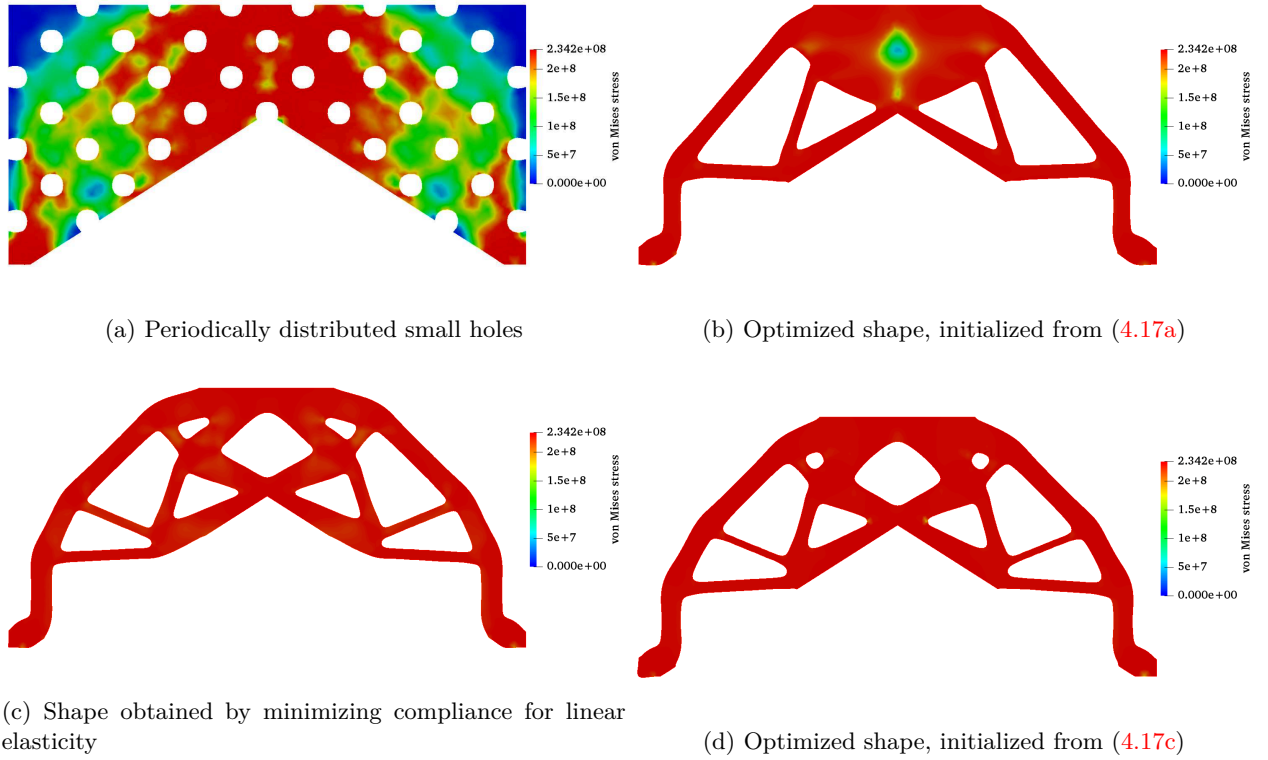 2.342e+08
2e+8
1.5e+8
1e+8
5e+7
0.000e+00
von Mises stress
2.342e+08
2e+8
1.5e+8
1e+8
5e+7
0.000e+00
von Mises stress
(a) Periodically distributed small holes
(b) Optimized shape, initialized from (4.17a)
2.342e+08
2e+8
1.5e+8
1e+8
5e+7
0.000e+00
von Mises stress
2.342e+08
2e+8
1.5e+8
1e+8
5e+7
0.000e+00
von Mises stress
(c) Shape obtained by minimizing compliance for linear
elasticity
(d) Optimized shape, initialized from (4.17c)